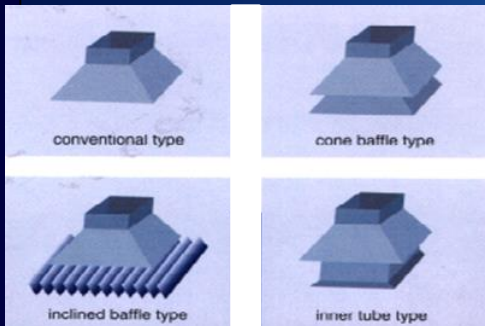 conventional type
cone baffle type
inclined baffle type
inner tube type